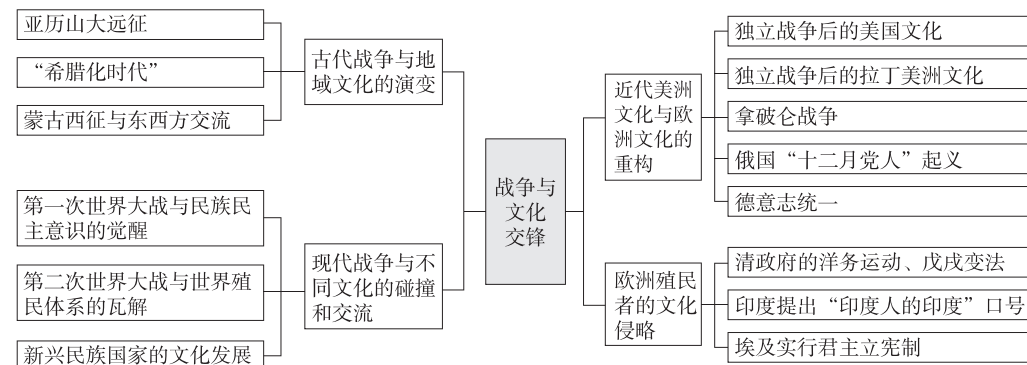 亚历山大远征
“希腊化时代”
蒙古西征与东西方交流
古代战争与地
域文化的演变
第一次世界大战与民族民
主意识的觉醒
第二次世界大战与世界殖
民体系的瓦解
新兴民族国家的文化发展
现代战争与不
同文化的碰撞
和交流
战争与
文化
交锋
近代美洲
文化与欧
洲文化的
重构
独立战争后的美国文化
独立战争后的拉丁美洲文化
拿破仑战争
俄国“十二月党人”起义
德意志统一
欧洲殖民
者的文化
侵略
清政府的洋务运动、戊戌变法
印度提出“印度人的印度”口号
埃及实行君主立宪制